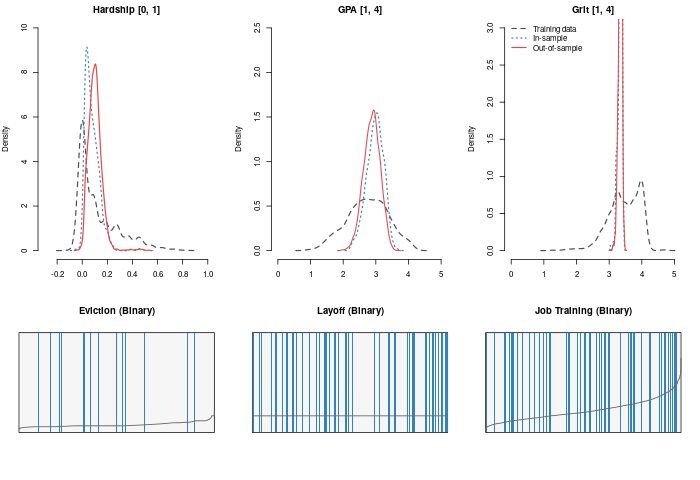 Hardship [0, 1]
GPA [1, 4]
Grit [1, 4]
Density
10
8
6
4
2
0
-0.2 0.0 0.2 0.4 0.6 0.8 1.0
Density
2.5
2.0
1.5
1.0
0.5
0.0
0 1 2 3 4 5
Density
3.0
2.5
2.0
1.5
1.0
0.5
0.0
0 1 2 3 4 5
Training data
In-sample
Out-of-sample
Eviction (Binary)
Layoff (Binary)
Job Training (Binary)